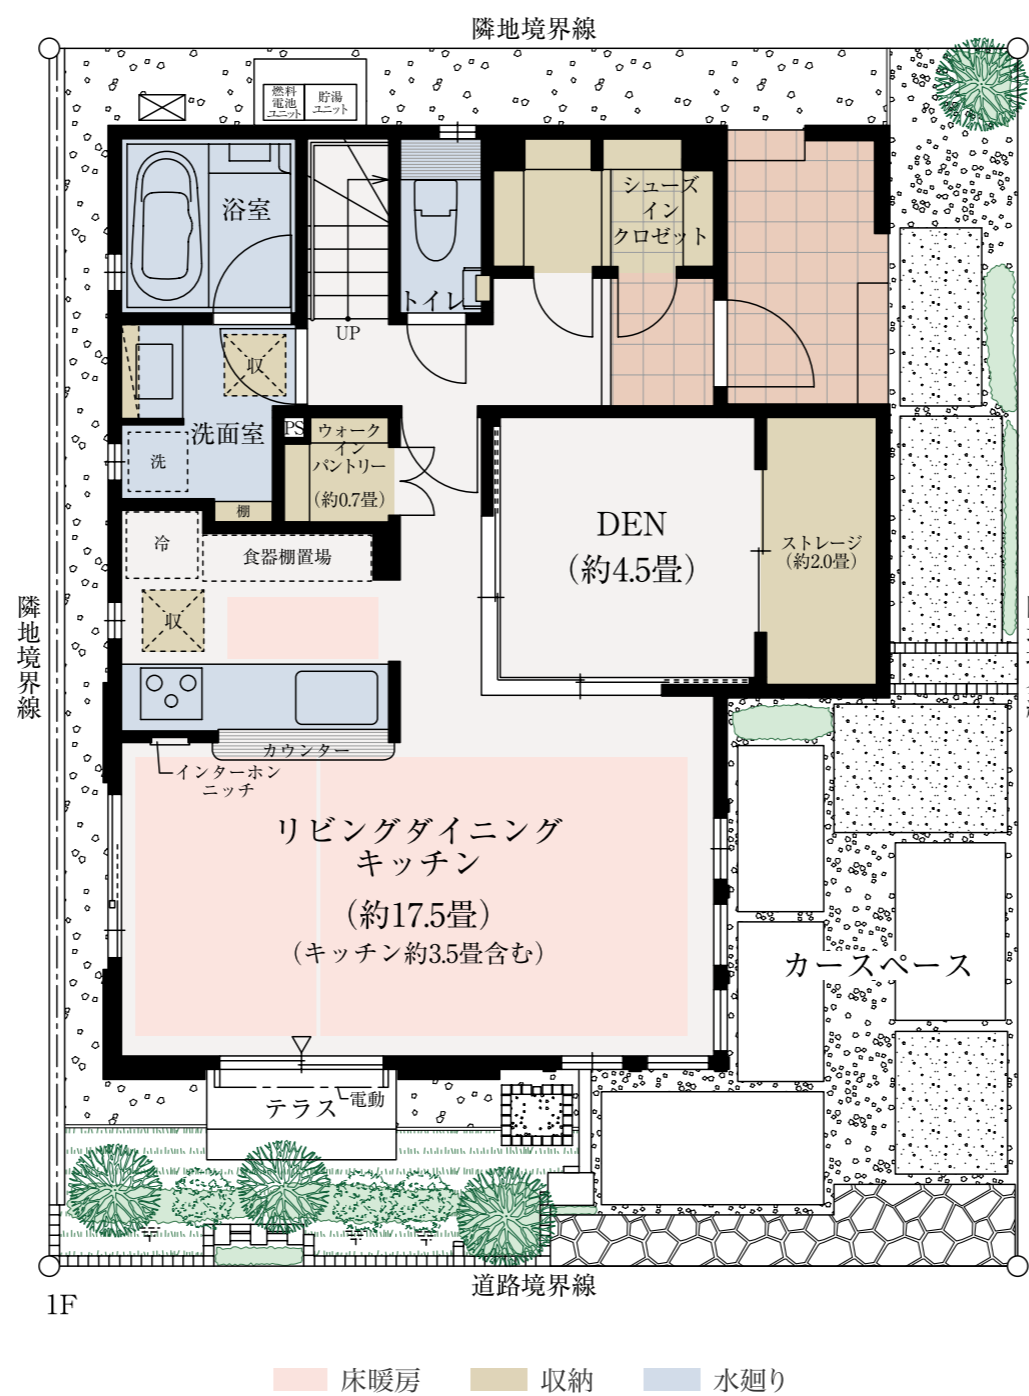 隣地境界線
燃料
電池
ユニット
貯湯
ユニット
浴室
シューズ
イン
クロゼット
トイレ
UP
収
洗面室
PS
ウォーク
イン
パントリー
(約0.7畳)
洗
棚
DEN
(約4.5畳)
ストレージ
(約2.0畳)
冷
食器棚置場
収
隣地境界線
カウンター
インターホン
ニッチ
リビングダイニング
キッチン
(約17.5畳)
(キッチン約3.5畳含む)
カースペース
テラス
電動
道路境界線
1F
床暖房
収納
水廻り